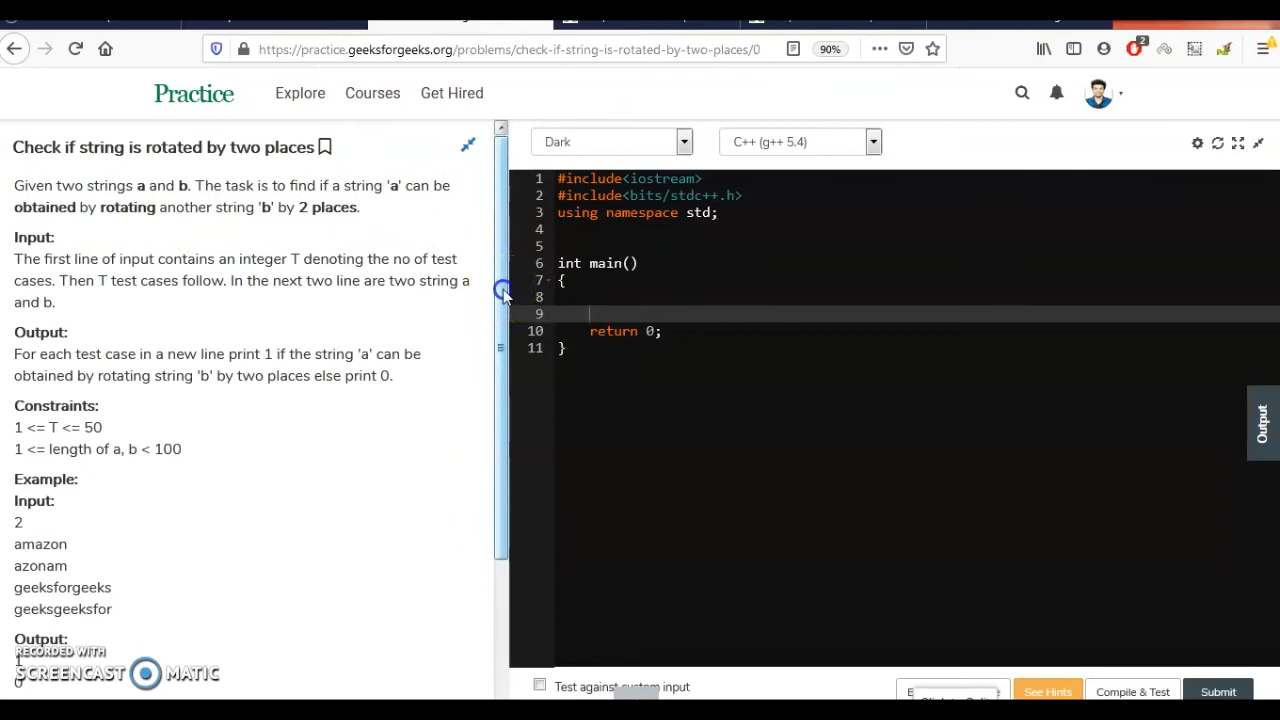 https://practice.geeksforgeeks.org/problems/check-if-string-is-rotated-by-two-places/0
90%
2
Practice
Explore
Courses
Get Hired
Check if string is rotated by two places
Given two strings a and b. The task is to find if a string 'a' can be
obtained by rotating another string 'b' by 2 places.
Input:
The first line of input contains an integer T denoting the no of test
cases. Then T test cases follow. In the next two line are two string a
and b.
Output:
For each test case in a new line print 1 if the string 'a' can be
obtained by rotating string 'b' by two places else print 0.
Constraints:
1 <= T <= 50
1 <= length of a, b < 100
Example:
Input:
2
amazon
azonam
geeksforgeeks
geeksgeeksfor
Output:
1
0
RECORDED WITH
SCREENCAST MATIC
Dark
C++ (g++ 5.4)
1 #include<iostream>
2 #include<bits/stdc++.h>
3 using namespace std;
4
5
6 int main()
7 {
8
9
10 return 0;
11 }
Output
Test against custom input
See Hints
Compile & Test
Submit